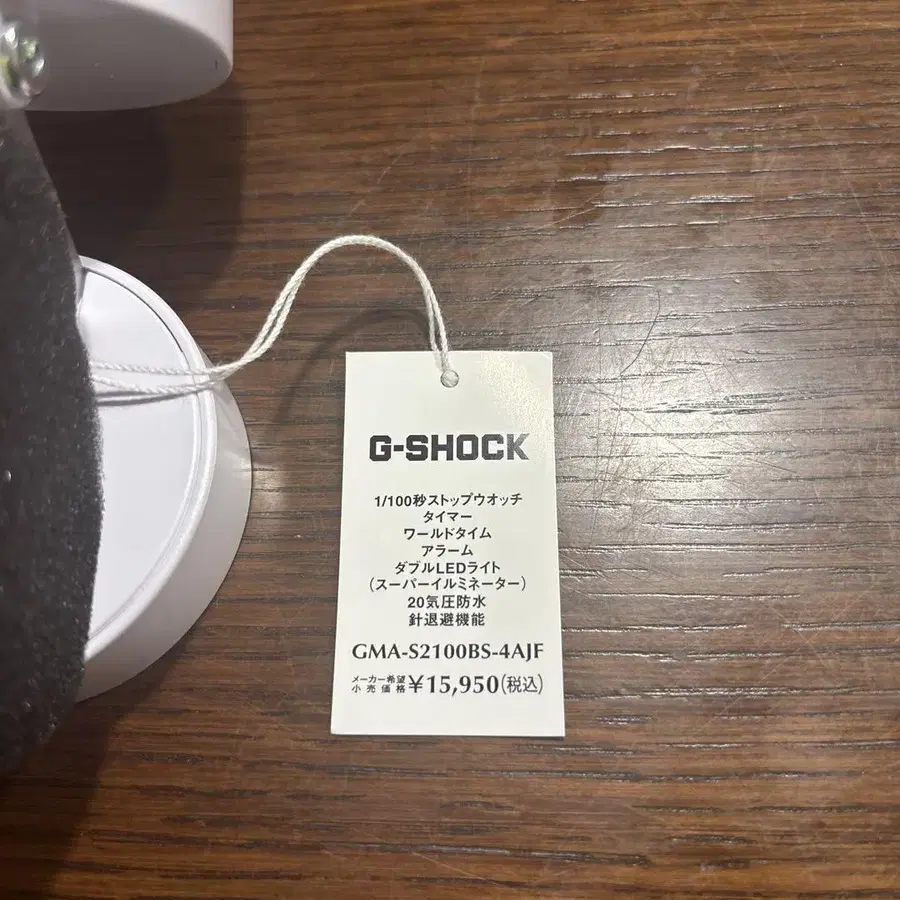 G-SHOCK
1/100秒ストップウオッチ
タイマー
ワールドタイム
アラーム
ダブルLEDライト
(スーパーイルミネーター)
20気圧防水
針退避機能
GMA-S2100BS-4AJF
メーカー希望
小売価格 ¥15,950(税込)